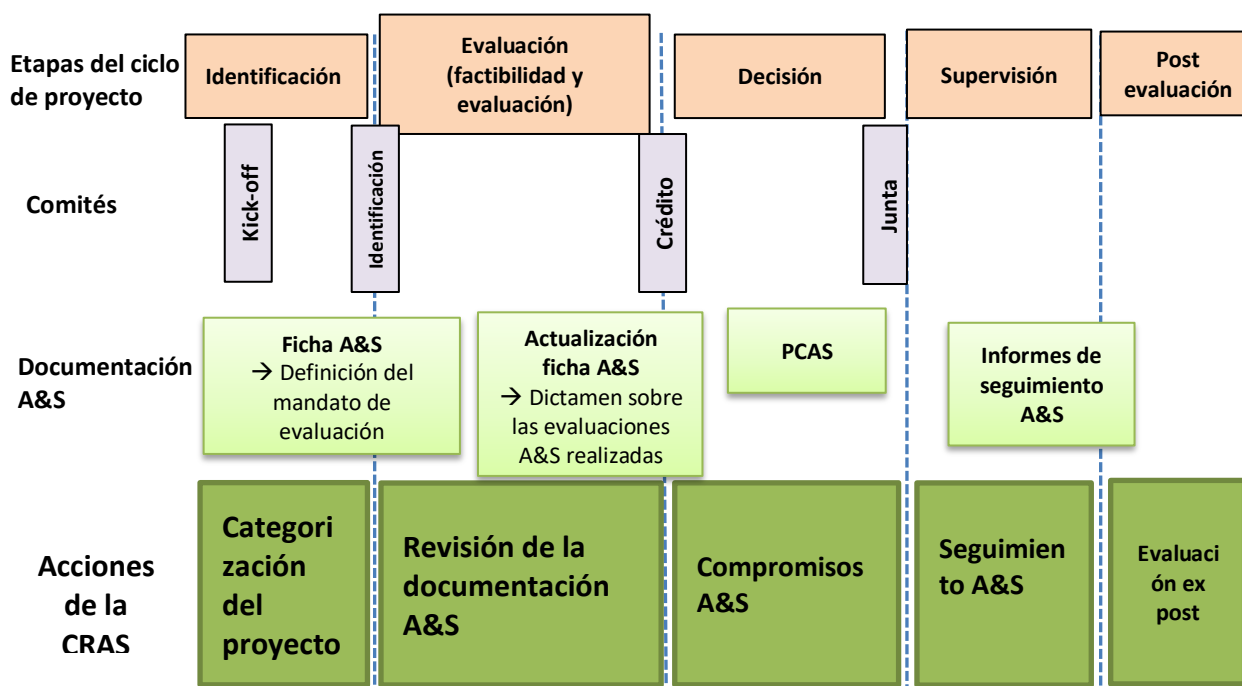 Etapas del ciclo
de proyecto
Identificación
Evaluación
(factibilidad y
evaluación)
Decisión
Supervisión
Post
evaluación
Comités
Kick-off
Identificación
Crédito
Junta
Documentación
A&S
Ficha A&S
→ Definición del
mandato de
evaluación
Actualización
ficha A&S
→ Dictamen sobre
las evaluaciones
A&S realizadas
PCAS
Informes de
seguimiento
A&S
Acciones
de la
CRAS
Categori
zación
del
proyecto
Revisión de la
documentación
A&S
Compromisos
A&S
Seguimien
to A&S
Evaluaci
ón ex
post